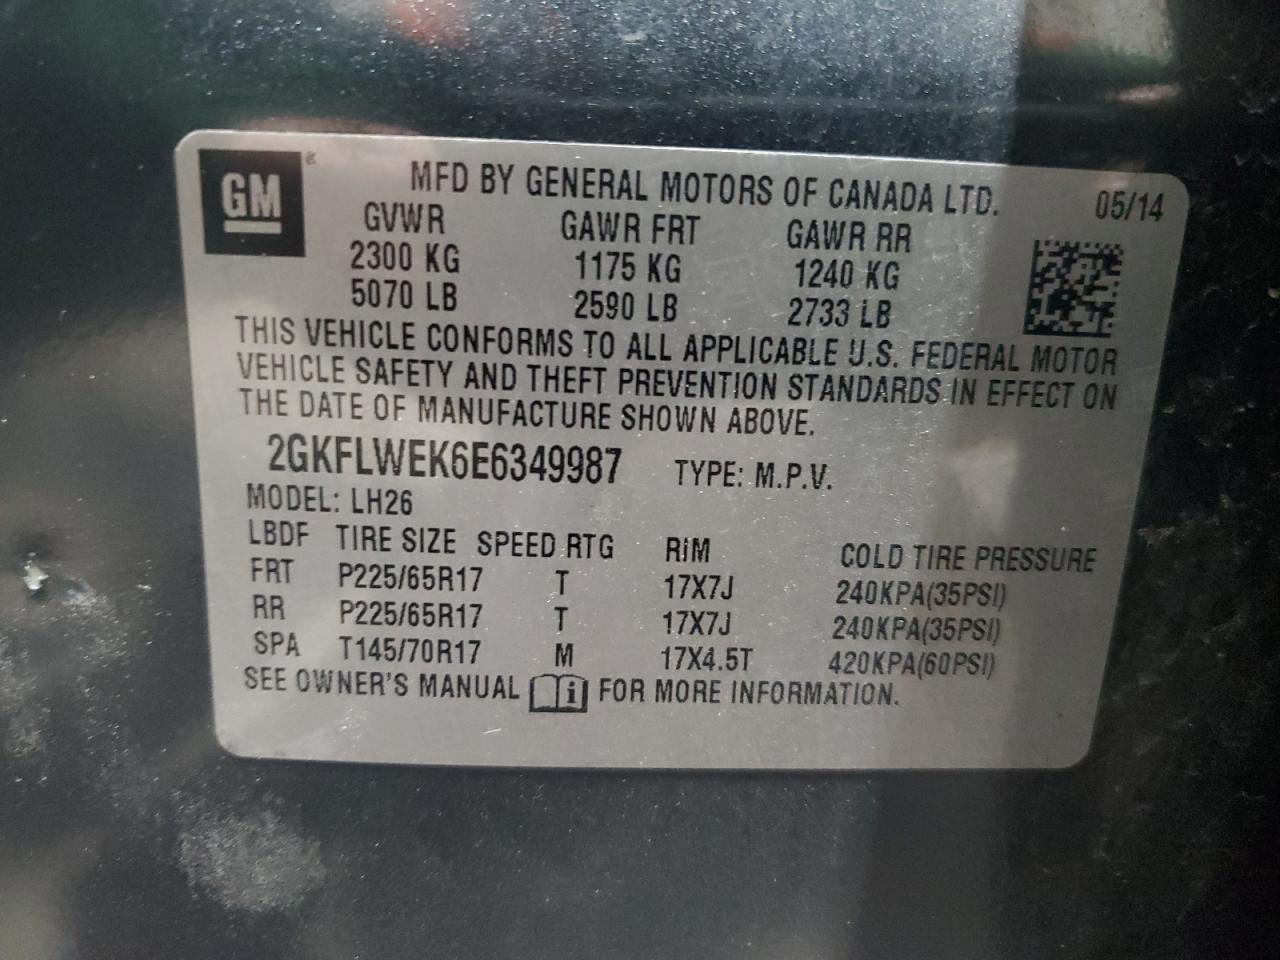 GM ®
MFD BY GENERAL MOTORS OF CANADA LTD. 05/14
GVWR GAWR FRT GAWR RR
2300 KG 1175 KG 1240 KG
5070 LB 2590 LB 2733 LB
THIS VEHICLE CONFORMS TO ALL APPLICABLE U.S. FEDERAL MOTOR
VEHICLE SAFETY AND THEFT PREVENTION STANDARDS IN EFFECT ON
THE DATE OF MANUFACTURE SHOWN ABOVE.
2GKFLWEK6E6349987 TYPE: M.P.V.
MODEL: LH26
LBDF TIRE SIZE SPEED RTG RIM COLD TIRE PRESSURE
FRT P225/65R17 T 17X7J 240KPA(35PSI)
RR P225/65R17 T 17X7J 240KPA(35PSI)
SPA T145/70R17 M 17X4.5T 420KPA(60PSI)
SEE OWNER'S MANUAL i FOR MORE INFORMATION.